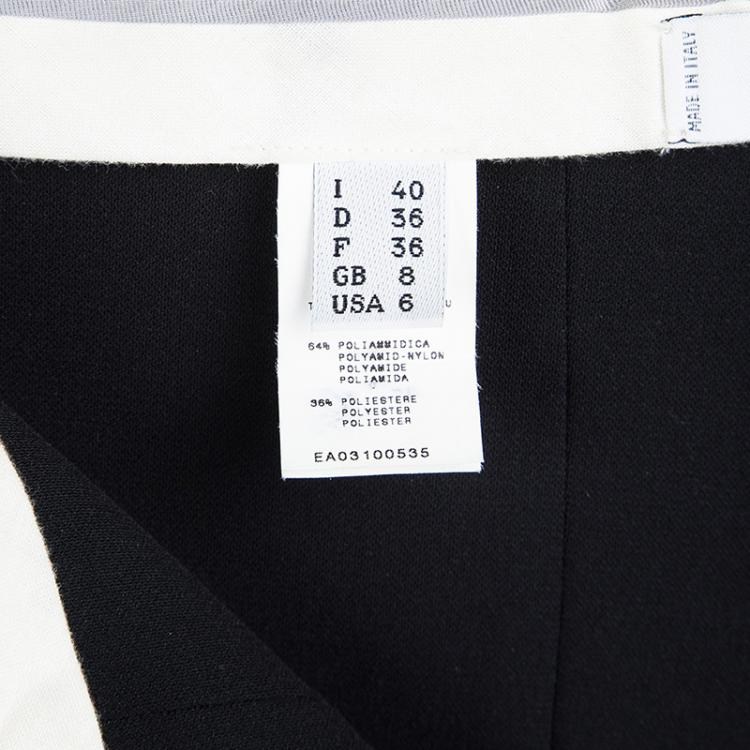 MADE IN ITALY
I 40
D 36
F 36
GB 8
USA 6
T U
64% POLIAMMIDICA
POLYAMID-NYLON
POLYAMIDE
POLIAMIDA
36% POLIESTERE
POLYESTER
POLIESTER
EA03100535